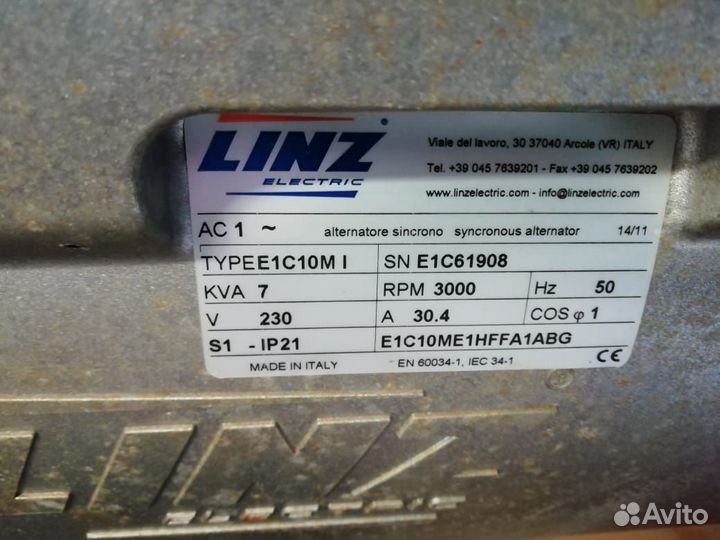 LINZ
ELECTRIC
Viale del lavoro, 30 37040 Arcole (VR) ITALY
Tel. +39 045 7639201 - Fax +39 045 7639202
www.linzelectric.com - info@linzelectric.com
AC 1 ~ alternatore sincrono syncronous alternator 14/11
TYPE E1C10M I SN E1C61908
KVA 7 RPM 3000 Hz 50
V 230 A 30.4 COS φ 1
S1 - IP21 E1C10ME1HFFA1ABG
MADE IN ITALY EN 60034-1, IEC 34-1 CE
LINZ
ELECTRIC
Avito